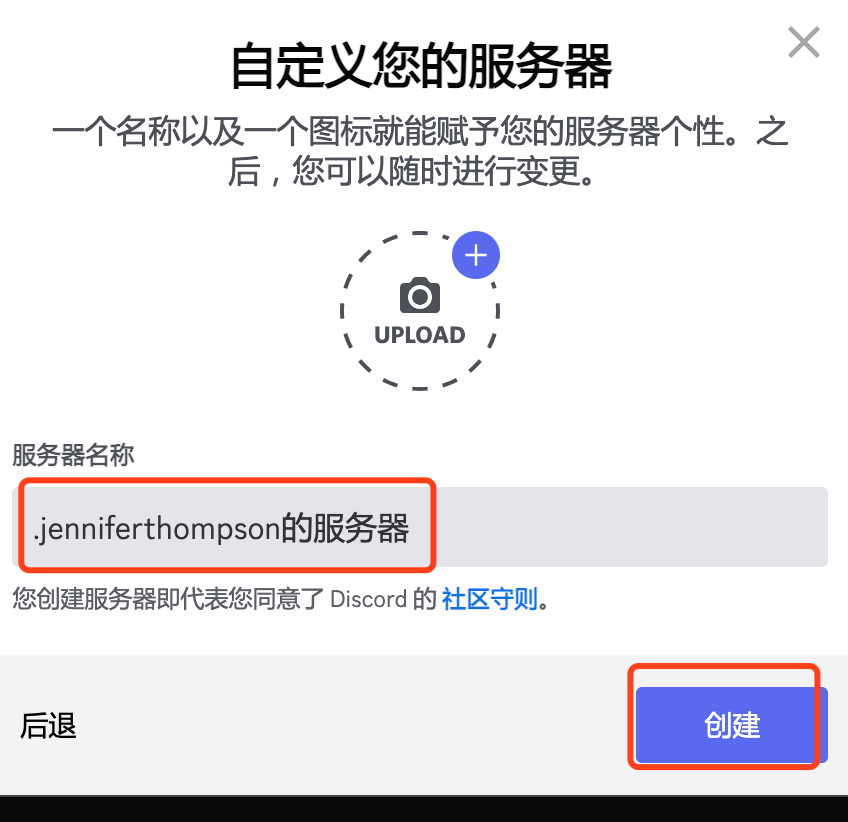 自定义您的服务器
一个名称以及一个图标就能赋予您的服务器个性。之
后，您可以随时进行变更。
UPLOAD
服务器名称
.jenniferthompson的服务器
您创建服务器即代表您同意了 Discord 的 社区守则。
后退
创建